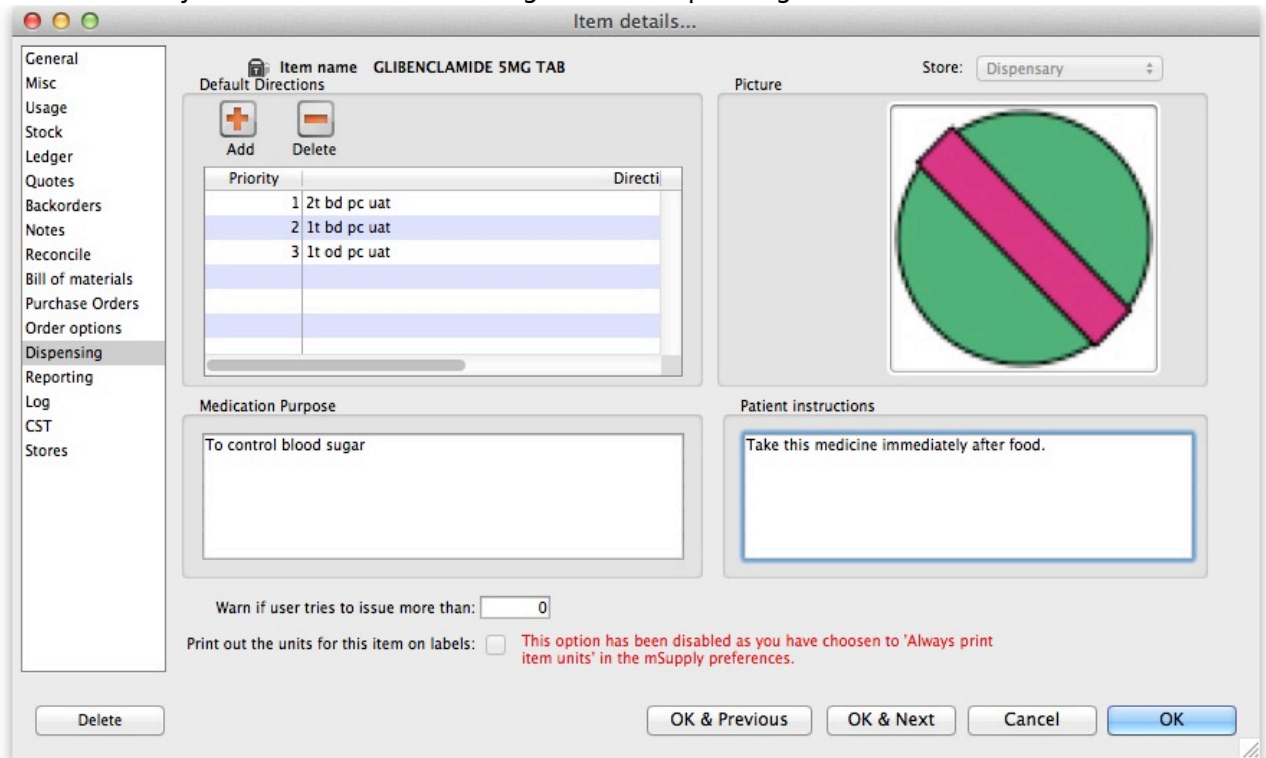 Item details...
General
Misc
Usage
Stock
Ledger
Quotes
Backorders
Notes
Reconcile
Bill of materials
Purchase Orders
Order options
Dispensing
Reporting
Log
CST
Stores
Item name GLIBENCLAMIDE 5MG TAB
Store: Dispensary
Default Directions
Add Delete
Priority Directi
1 2t bd pc uat
2 1t bd pc uat
3 1t od pc uat
Picture
Medication Purpose
To control blood sugar
Patient instructions
Take this medicine immediately after food.
Warn if user tries to issue more than: 0
Print out the units for this item on labels:
This option has been disabled as you have choosen to 'Always print
item units' in the mSupply preferences.
Delete OK & Previous OK & Next Cancel OK